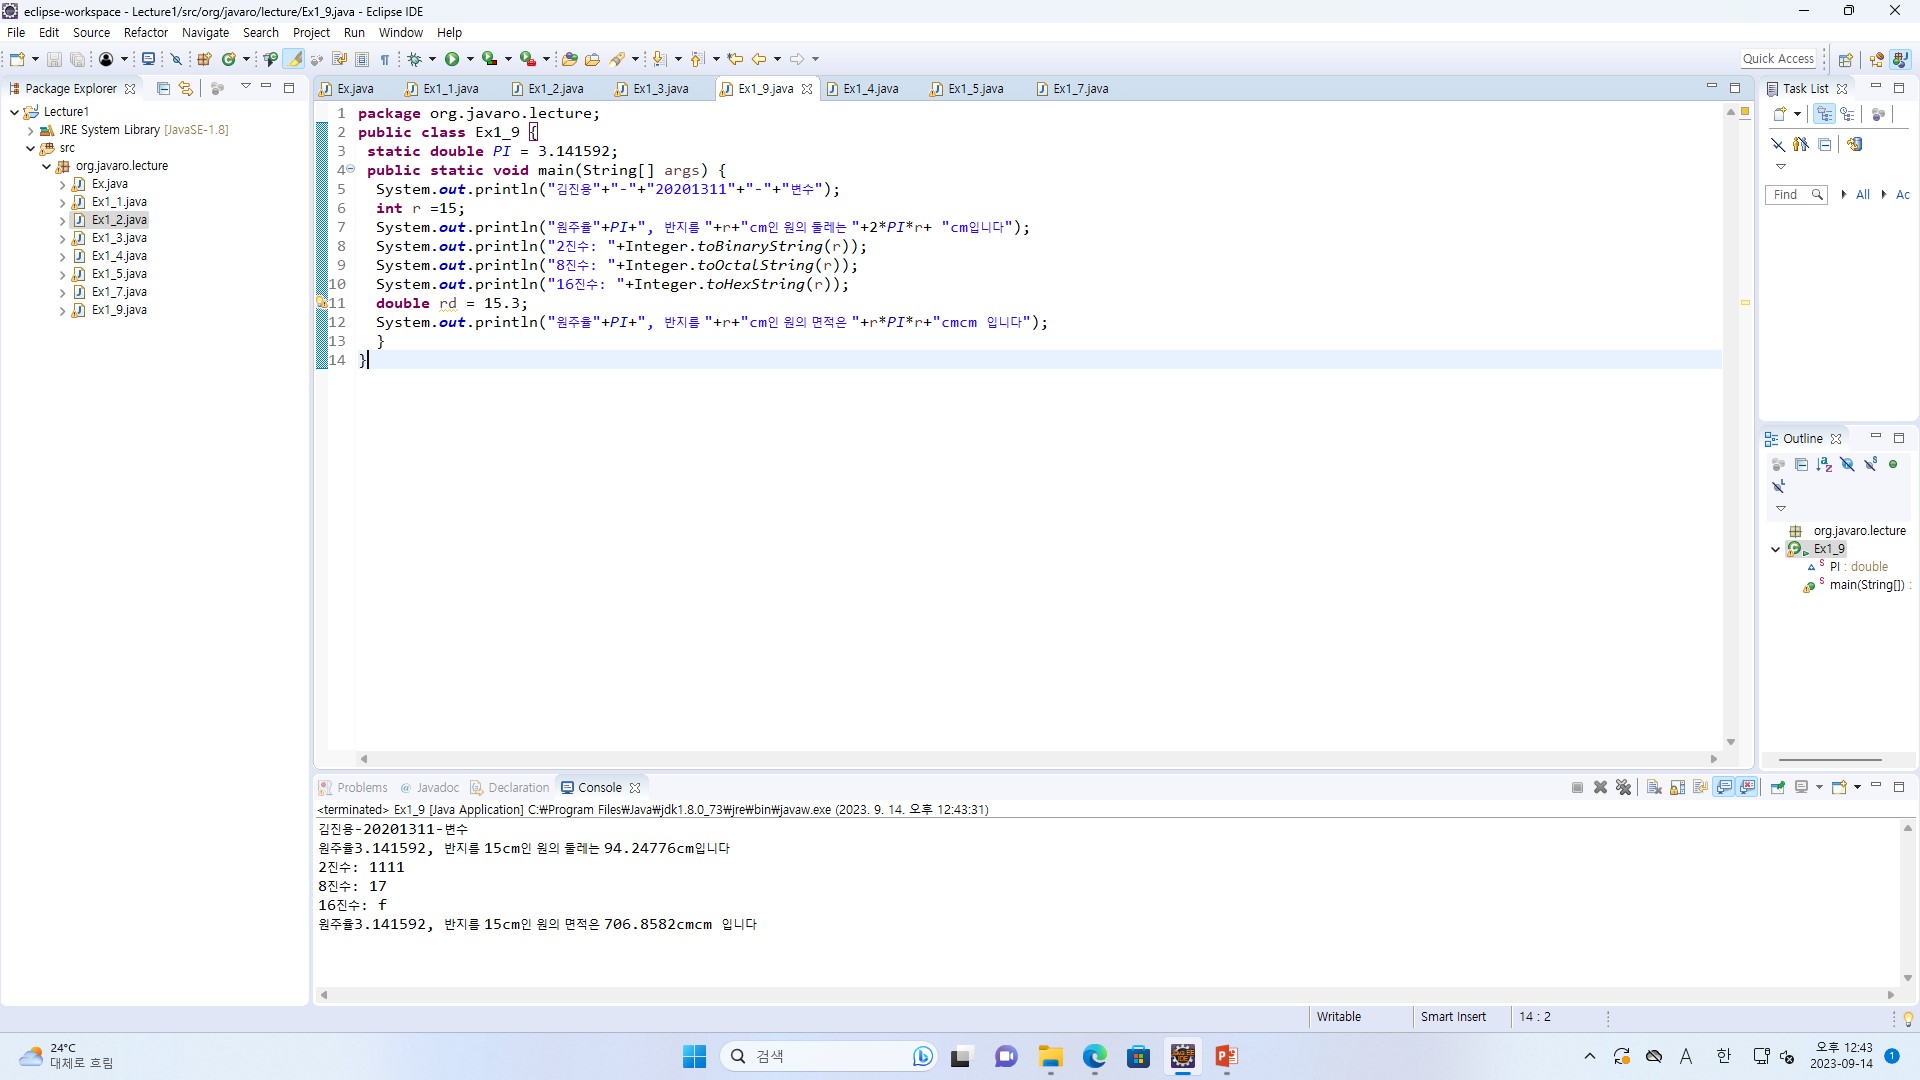 eclipse-workspace - Lecture1/src/org/javaro/lecture/Ex1_9.java - Eclipse IDE
File Edit Source Refactor Navigate Search Project Run Window Help
Quick Access
Package Explorer
Lecture1
JRE System Library [JavaSE-1.8]
src
org.javaro.lecture
Ex.java
Ex1_1.java
Ex1_2.java
Ex1_3.java
Ex1_4.java
Ex1_5.java
Ex1_7.java
Ex1_9.java
Ex.java Ex1_1.java Ex1_2.java Ex1_3.java Ex1_9.java Ex1_4.java Ex1_5.java Ex1_7.java
1 package org.javaro.lecture;
2 public class Ex1_9 {
3 static double PI = 3.141592;
4 public static void main(String[] args) {
5 System.out.println("김진용"+"-"+"20201311"+"-"+"변수");
6 int r =15;
7 System.out.println("원주율"+PI+", 반지름 "+r+"cm인 원의 둘레는 "+2*PI*r+ "cm입니다");
8 System.out.println("2진수: "+Integer.toBinaryString(r));
9 System.out.println("8진수: "+Integer.toOctalString(r));
10 System.out.println("16진수: "+Integer.toHexString(r));
11 double rd = 15.3;
12 System.out.println("원주율"+PI+", 반지름 "+r+"cm인 원의 면적은 "+r*PI*r+"cmcm 입니다");
13 }
14 }
Task List
Find All Ac
Outline
org.javaro.lecture
Ex1_9
PI : double
main(String[]) :
Problems Javadoc Declaration Console
<terminated> Ex1_9 [Java Application] C:₩Program Files₩Java₩jdk1.8.0_73₩jre₩bin₩javaw.exe (2023. 9. 14. 오후 12:43:31)
김진용-20201311-변수
원주율3.141592, 반지름 15cm인 원의 둘레는 94.24776cm입니다
2진수: 1111
8진수: 17
16진수: f
원주율3.141592, 반지름 15cm인 원의 면적은 706.8582cmcm 입니다
Writable Smart Insert 14 : 2
24°C
대체로 흐림
검색
A 한
오후 12:43
2023-09-14
1